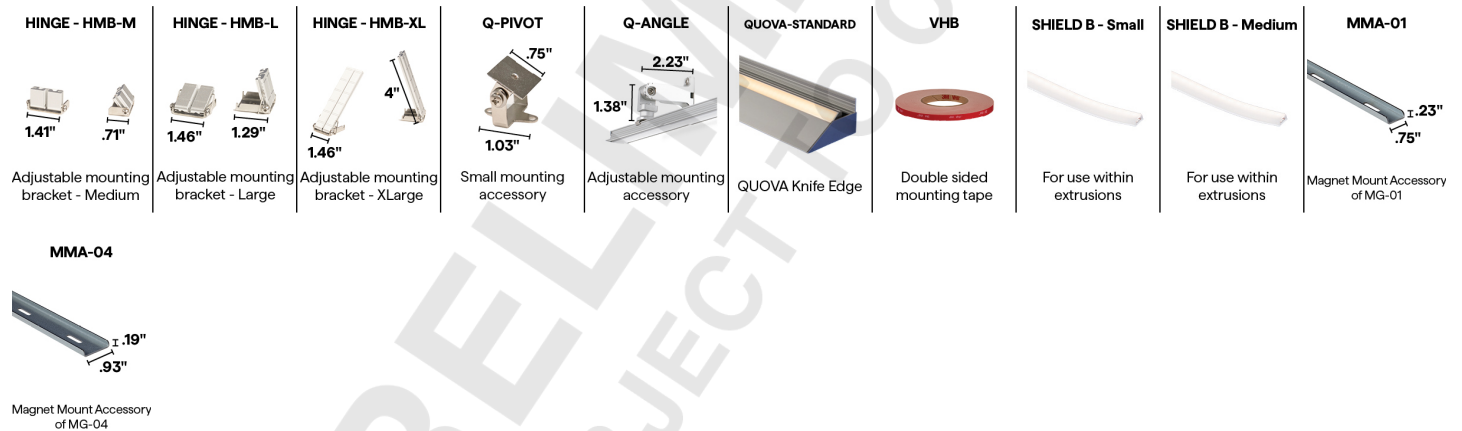 HINGE - HMB-M
1.41"
.71"
Adjustable mounting
bracket - Medium
HINGE - HMB-L
1.46"
1.29"
Adjustable mounting
bracket - Large
HINGE - HMB-XL
4"
1.46"
Adjustable mounting
bracket - XLarge
Q-PIVOT
.75"
1.03"
Small mounting
accessory
Q-ANGLE
2.23"
1.38"
Adjustable mounting
accessory
QUOVA-STANDARD
QUOVA Knife Edge
VHB
Double sided
mounting tape
SHIELD B - Small
For use within
extrusions
SHIELD B - Medium
For use within
extrusions
MMA-01
.23"
.75"
Magnet Mount Accessory
of MG-01
MMA-04
.19"
.93"
Magnet Mount Accessory
of MG-04